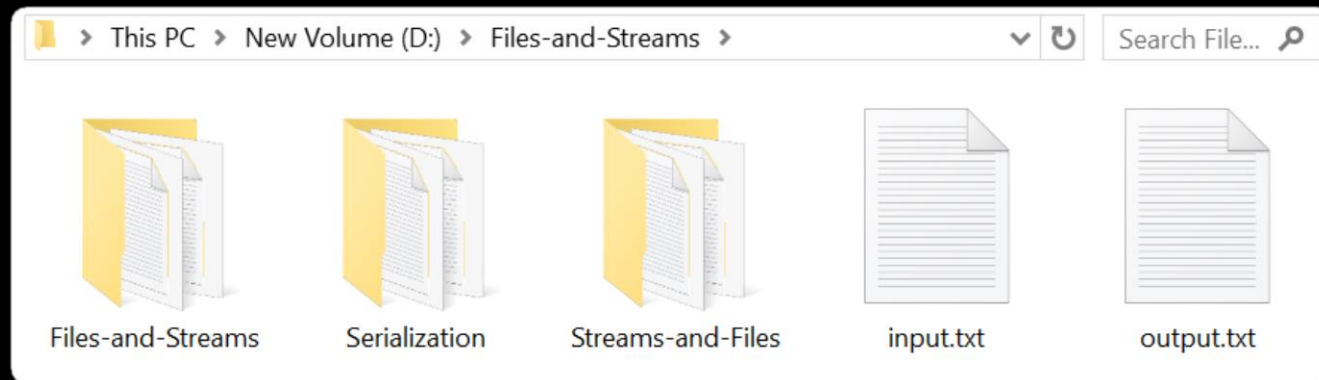 > This PC > New Volume (D:) > Files-and-Streams >
Search File...
Files-and-Streams
Serialization
Streams-and-Files
input.txt
output.txt